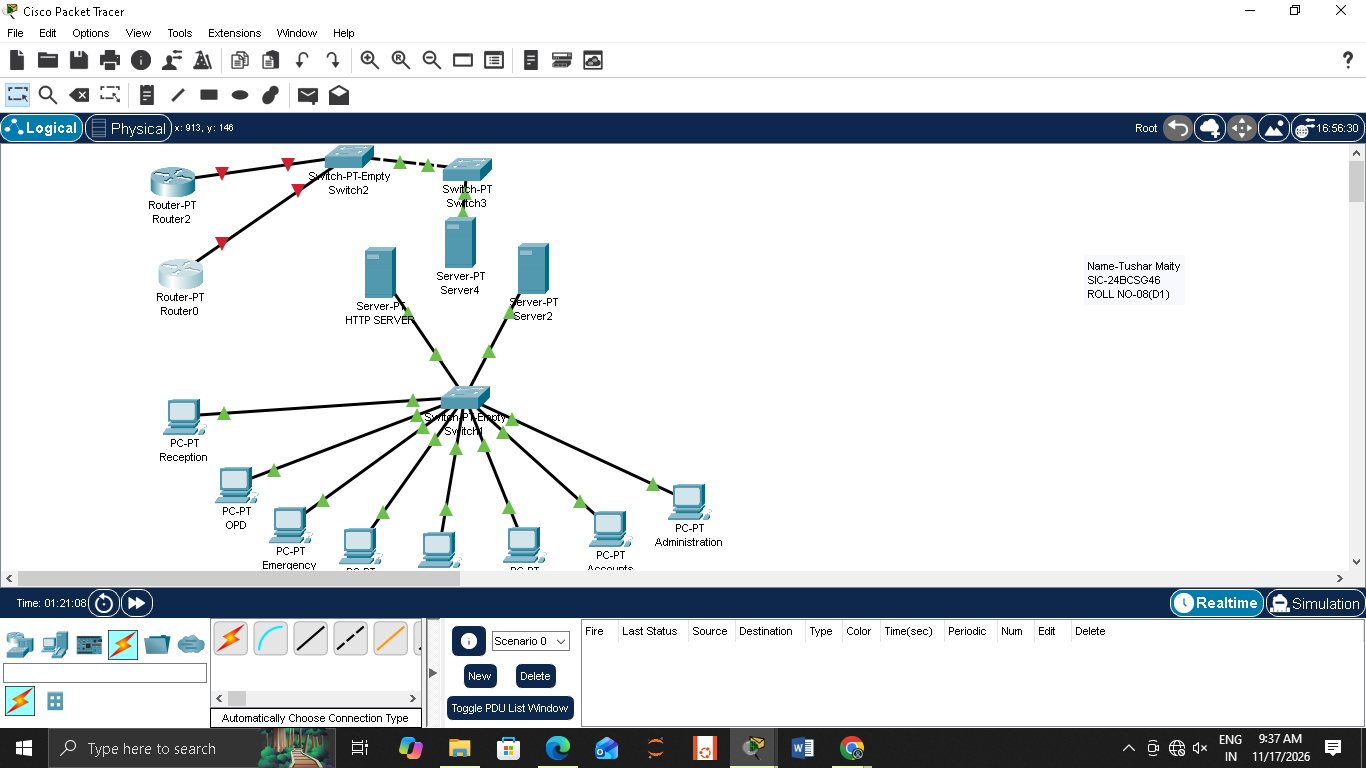 Cisco Packet Tracer
File Edit Options View Tools Extensions Window Help
Logical Physical x: 913, y: 146 Root 16:56:30
Switch-PT-Empty
Switch2
Switch-PT
Switch3
Router-PT
Router2
Server-PT
Server4
Router-PT
Router0
Server-PT
HTTP SERVER
Server-PT
Server2
Name-Tushar Maity
SIC-24BCSG46
ROLL NO-08(D1)
Switch-PT-Empty
Switch1
PC-PT
Reception
PC-PT
OPD
PC-PT
Emergency
PC-PT
PC-PT
PC-PT
Accounts
PC-PT
Administration
Time: 01:21:08 Realtime Simulation
Scenario 0
New Delete
Toggle PDU List Window
Fire Last Status Source Destination Type Color Time(sec) Periodic Num Edit Delete
Automatically Choose Connection Type
Type here to search
ENG
IN
9:37 AM
11/17/2026